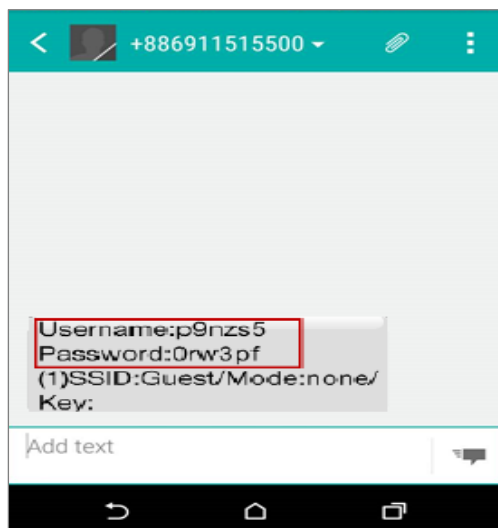 +886911515500
Username:p9nzs5
Password:0rw3pf
(1)SSID:Guest/Mode:none/
Key:
Add text